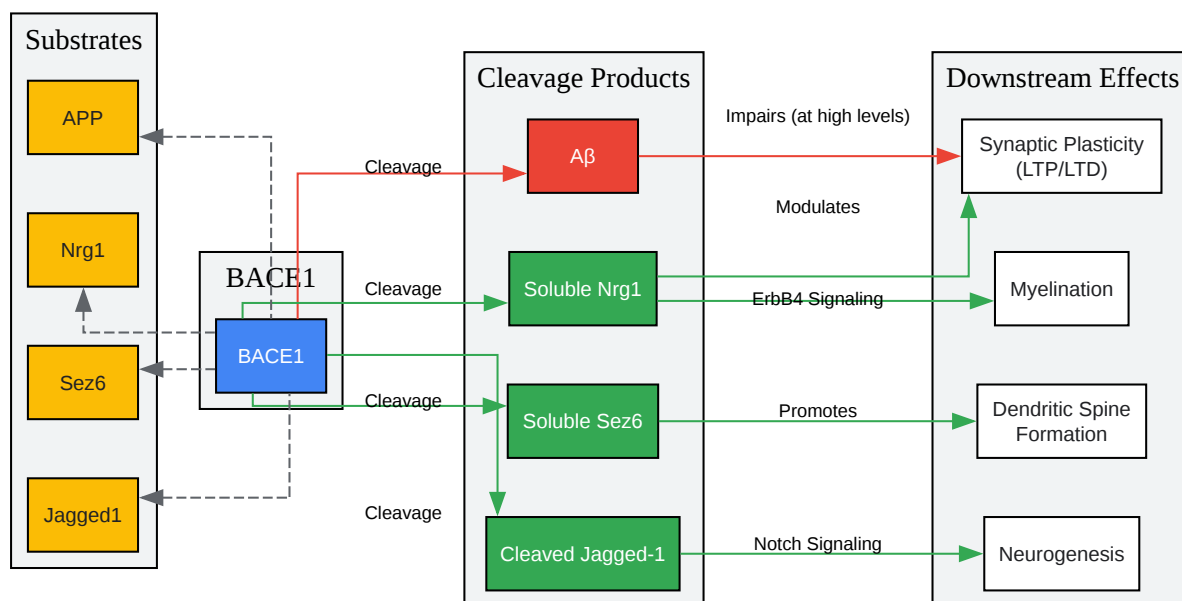 Substrates
APP
Nrg1
Sez6
Jagged1
BACE1
BACE1
Cleavage
Cleavage
Cleavage
Cleavage
Cleavage Products
Aβ
Soluble Nrg1
Soluble Sez6
Cleaved Jagged-1
Impairs (at high levels)
Modulates
ErbB4 Signaling
Promotes
Notch Signaling
Downstream Effects
Synaptic Plasticity
(LTP/LTD)
Myelination
Dendritic Spine
Formation
Neurogenesis